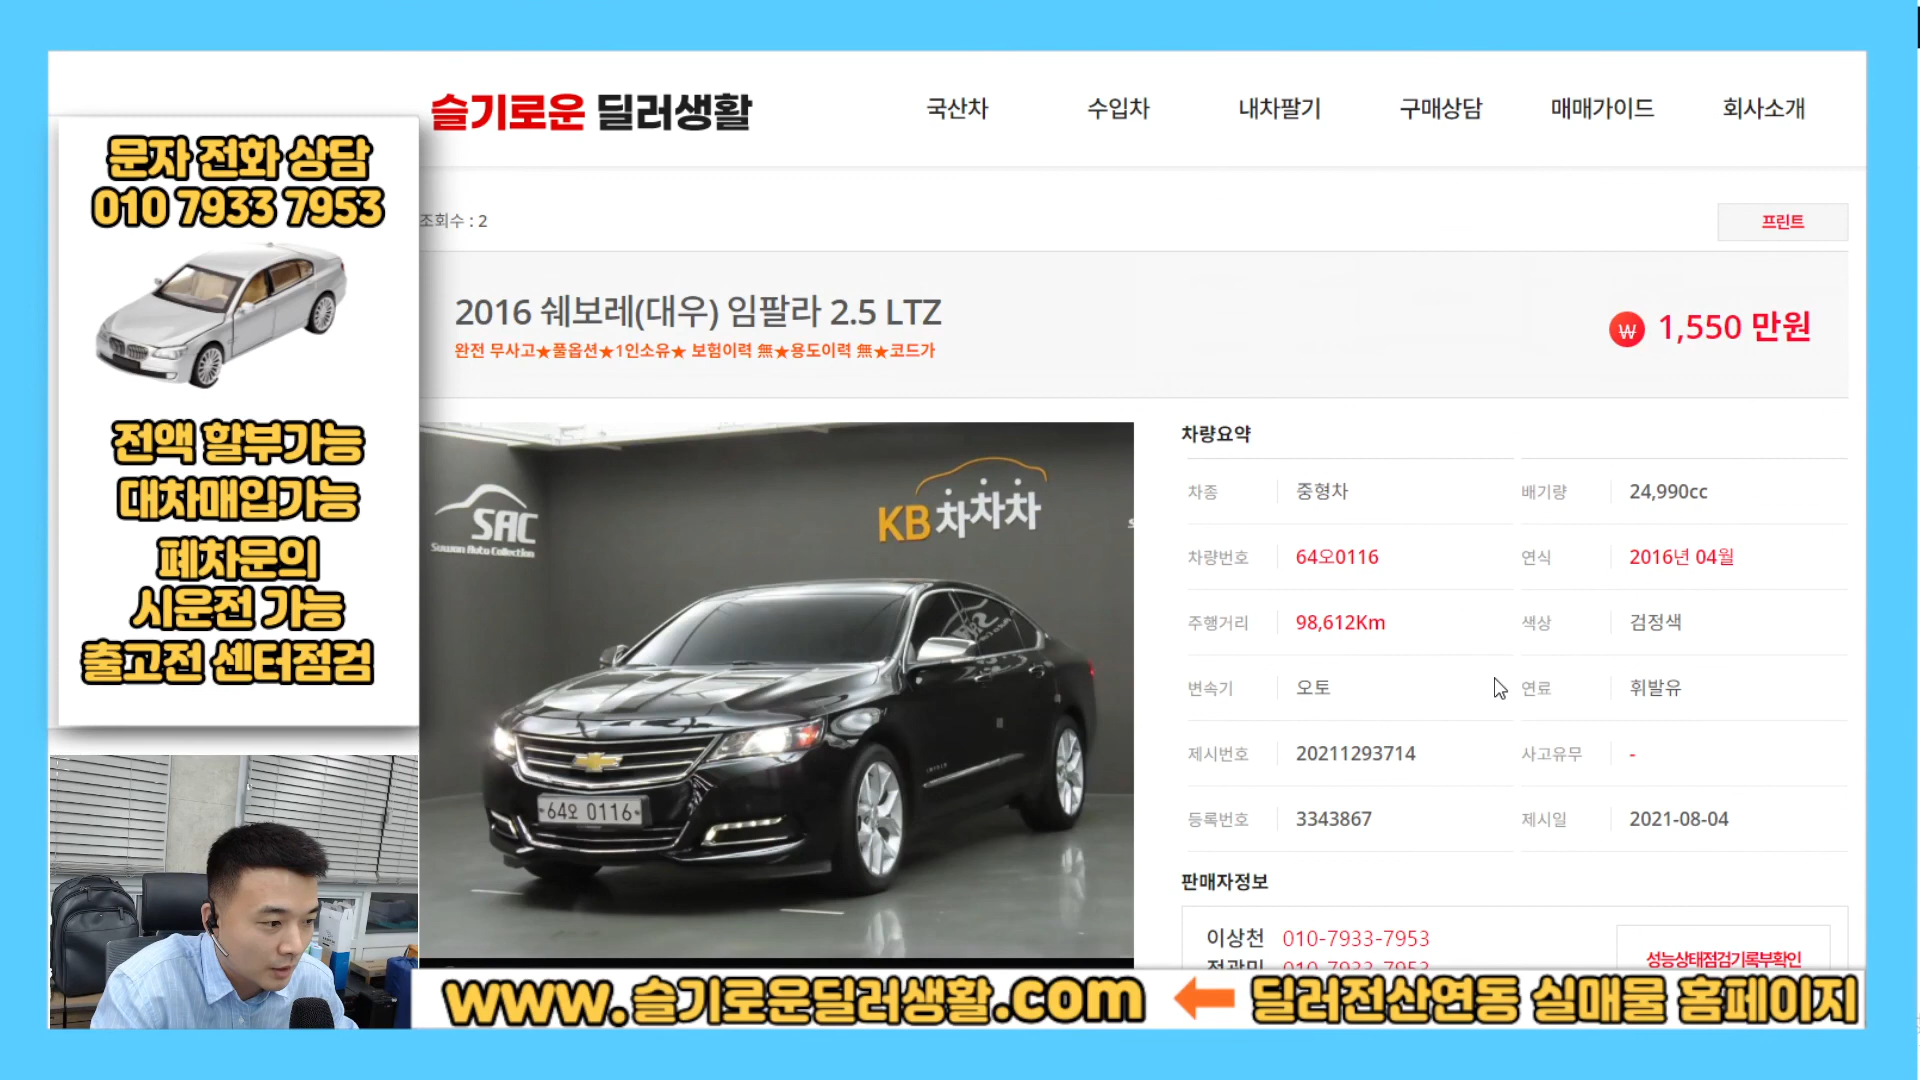 슬기로운 딜러생활
국산차
수입차
내차팔기
구매상담
매매가이드
회사소개
문자 전화 상담
010 7933 7953
전액 할부가능
대차매입가능
폐차문의
시운전 가능
출고전 센터점검
조회수 : 2
프린트
2016 쉐보레(대우) 임팔라 2.5 LTZ
완전 무사고★풀옵션★1인소유★ 보험이력 無★용도이력 無★코드가
₩ 1,550 만원
SAC
Suwon Auto Collection
KB차차차
64오 0116
차량요약
차종 중형차 배기량 24,990cc
차량번호 64오0116 연식 2016년 04월
주행거리 98,612Km 색상 검정색
변속기 오토 연료 휘발유
제시번호 20211293714 사고유무 -
등록번호 3343867 제시일 2021-08-04
판매자정보
이상천 010-7933-7953
010-7933-7953
성능상태점검기록부확인
www.슬기로운딜러생활.com
딜러전산연동 실매물 홈페이지